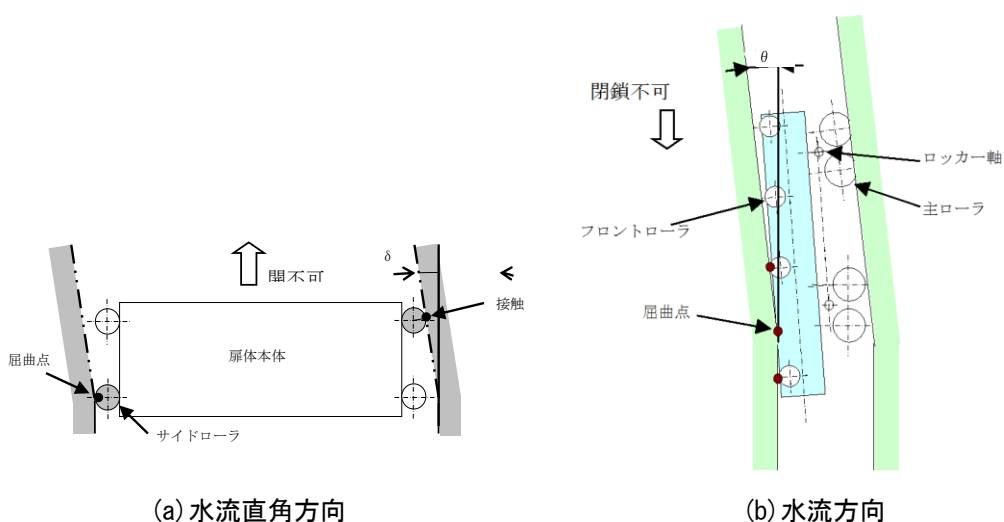 δ
開不可
接触
屈曲点
扉体本体
サイドローラ
(a) 水流直角方向
θ
閉鎖不可
ロッカー軸
主ローラ
フロントローラ
屈曲点
(b) 水流方向